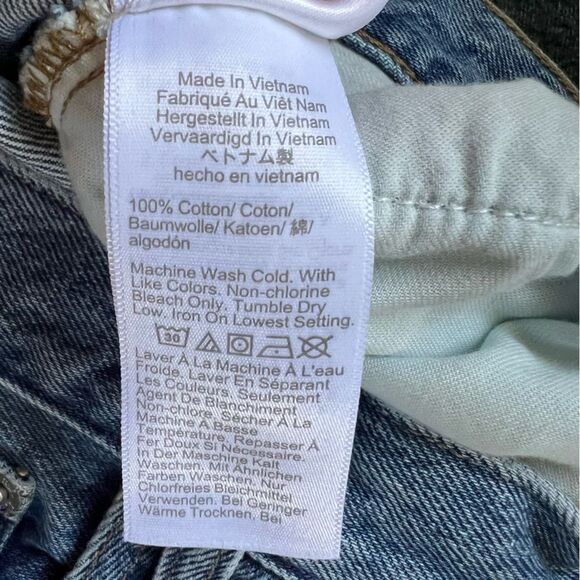 Made In Vietnam
Fabriqué Au Việt Nam
Hergestellt In Vietnam
Vervaardigd In Vietnam
ベトナム製
hecho en vietnam
100% Cotton/ Coton/
Baumwolle/ Katoen/ 綿/
algodón
Machine Wash Cold. With
Like Colors. Non-chlorine
Bleach Only. Tumble Dry
Low. Iron On Lowest Setting.
30
Laver À La Machine À L'eau
Froide, Laver En Séparant
Les Couleurs, Seulement
Agent De Blanchiment
Non-chlore, Sécher À La
Machine A Basse
Température. Repasser À
Fer Doux Si Nécessaire.
In Der Maschine Kalt
Waschen. Mit Ähnlichen
Farben Waschen. Nur
Chlorfreies Bleichmittel
Verwenden. Bei Geringer
Wärme Trocknen. Bei